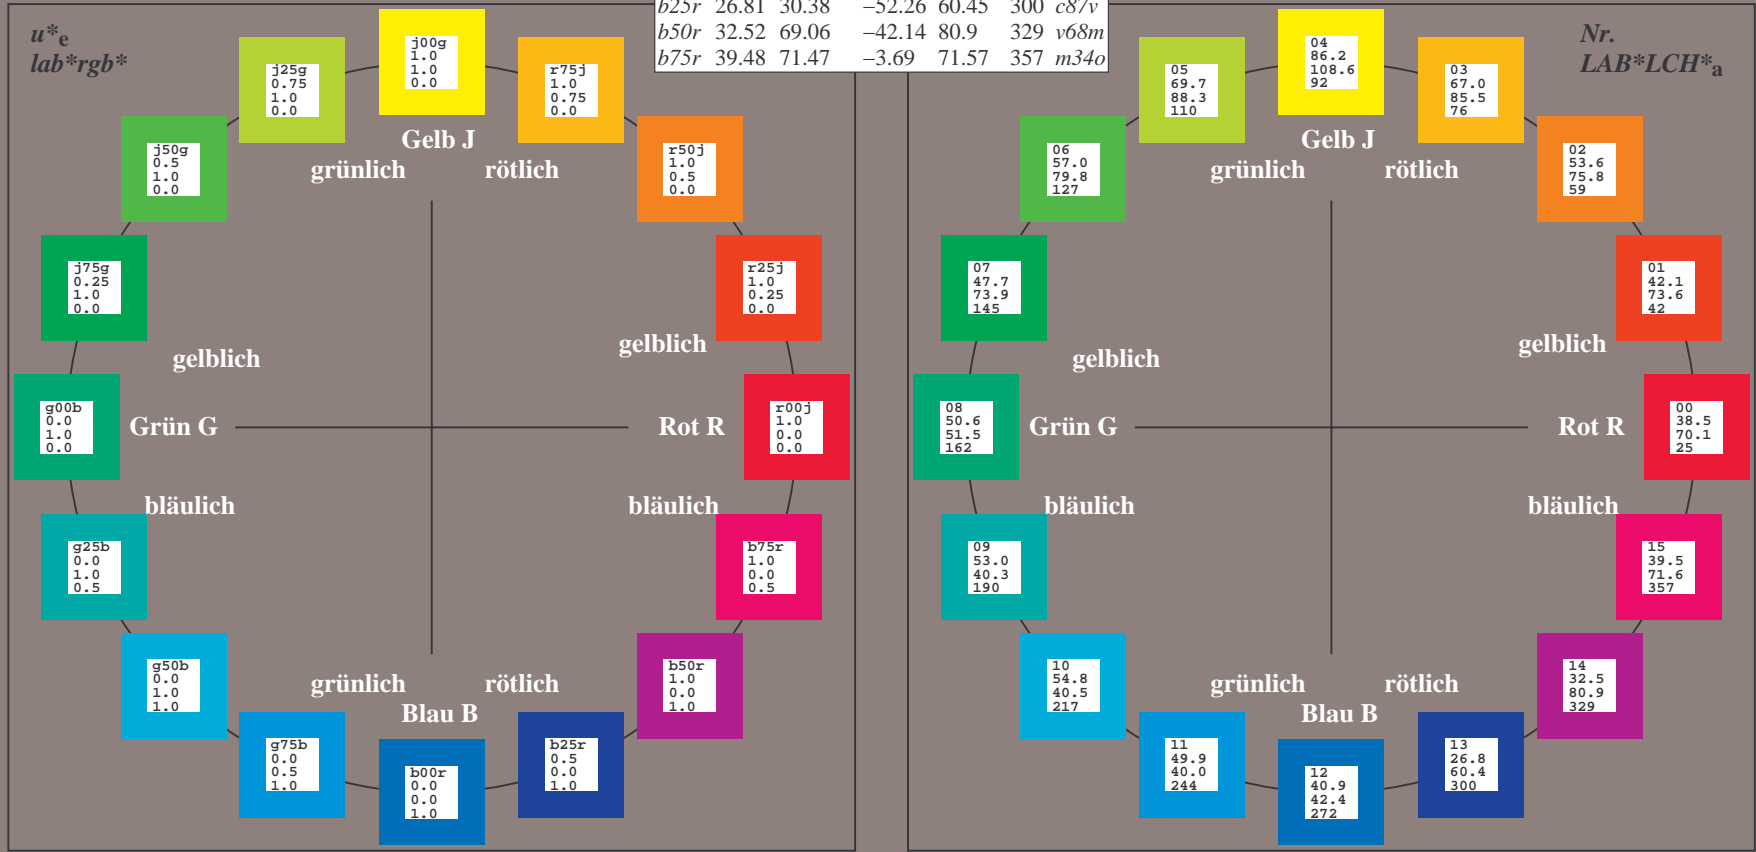 b25r 26.81 30.38 −52.26 60.45 300 c87v
b50r 32.52 69.06 −42.14 80.9 329 v68m
b75r 39.48 71.47 −3.69 71.57 357 m34o
u*e
lab*rgb*
j00g
1.0
1.0
0.0
j25g
0.75
1.0
0.0
r75j
1.0
0.75
0.0
Gelb J
grünlich rötlich
j50g
0.5
1.0
0.0
r50j
1.0
0.5
0.0
j75g
0.25
1.0
0.0
r25j
1.0
0.25
0.0
gelblich
gelblich
g00b
0.0
1.0
0.0
Grün G
Rot R
r00j
1.0
0.0
0.0
bläulich
bläulich
g25b
0.0
1.0
0.5
b75r
1.0
0.0
0.5
g50b
0.0
1.0
1.0
b50r
1.0
0.0
1.0
grünlich rötlich
Blau B
g75b
0.0
0.5
1.0
b00r
0.0
0.0
1.0
b25r
0.5
0.0
1.0
Nr.
LAB*LCH*a
04
86.2
108.6
92
05
69.7
88.3
110
03
67.0
85.5
76
Gelb J
grünlich rötlich
06
57.0
79.8
127
02
53.6
75.8
59
07
47.7
73.9
145
01
42.1
73.6
42
gelblich
gelblich
08
50.6
51.5
162
Grün G
Rot R
00
38.5
70.1
25
bläulich
bläulich
09
53.0
40.3
190
15
39.5
71.6
357
10
54.8
40.5
217
14
32.5
80.9
329
grünlich rötlich
Blau B
11
49.9
40.0
244
12
40.9
42.4
272
13
26.8
60.4
300